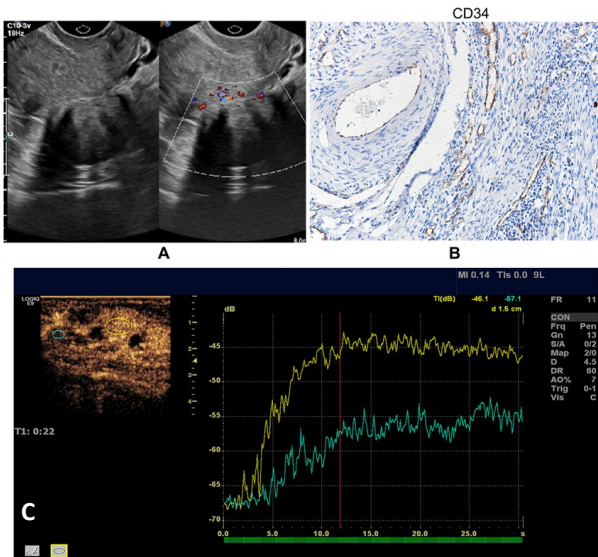 CD34
C10-3v
18Hz
8.0c
A
B
MI 0.14 TIs 0.0 9L
LOGIQ
E9
TI(dB) -46.1 -57.1
d 1.5 cm
dB
-45
-50
-55
-60
-65
-70
0.0 5.0 10.0 15.0 20.0 25.0 s
T1: 0:22
FR 11
CON
Frq Pen
Gn 13
S/A 0/2
Map 2/0
D 4.5
DR 60
AO% 7
Trig 0-1
Vis C
C